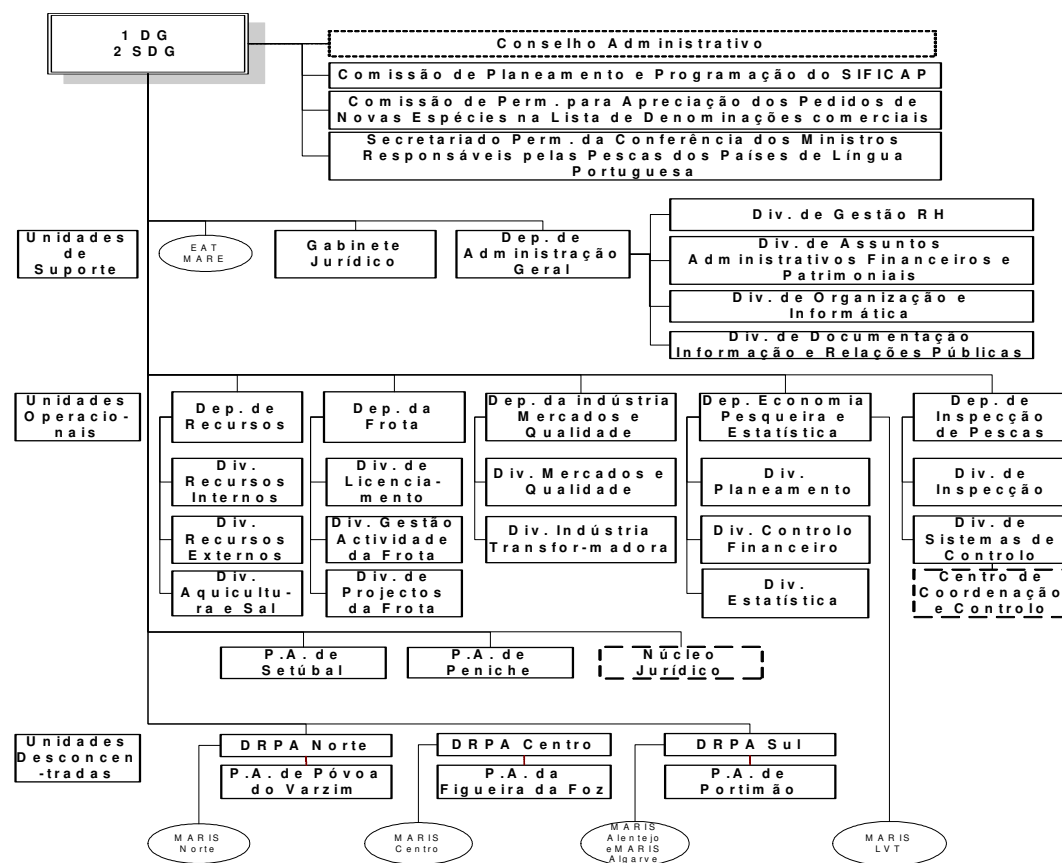 1 DG
2 SDG
Conselho Administrativo
Comissão de Planeamento e Programação do SIFICAP
Comissão de Perm. para Apreciação dos Pedidos de
Novas Espécies na Lista de Denominações comerciais
Secretariado Perm. da Conferência dos Ministros
Responsáveis pelas Pescas dos Países de Língua
Portuguesa
Unidades
de
Suporte
EAT
MARE
Gabinete
Jurídico
Dep. de
Administração
Geral
Div. de Gestão RH
Div. de Assuntos
Administrativos Financeiros e
Patrimoniais
Div. de Organização e
Informática
Div. de Documentação
Informação e Relações Públicas
Unidades
Operacio-
nais
Dep. de
Recursos
Dep. da
Frota
Dep. da indústria
Mercados e
Qualidade
Dep. Economia
Pesqueira e
Estatística
Dep. de
Inspecção
de Pescas
Div.
Recursos
Internos
Div. de
Licencia-
mento
Div. Mercados e
Qualidade
Div.
Planeamento
Div. de
Inspecção
Div.
Recursos
Externos
Div. Gestão
Actividade
da Frota
Div. Indústria
Transfor-madora
Div. Controlo
Financeiro
Div. de
Sistemas de
Controlo
Div.
Aquicultu-
ra e Sal
Div. de
Projectos
da Frota
Div.
Estatística
Centro de
Coordenação
e Controlo
P.A. de
Setúbal
P.A. de
Peniche
Núcleo
Jurídico
Unidades
Desconcen
-tradas
DRPA Norte
DRPA Centro
DRPA Sul
P.A. de Póvoa
do Varzim
P.A. da
Figueira da Foz
P.A. de
Portimão
MARIS
Norte
MARIS
Centro
MARIS
Alentejo
eMARIS
Algarve
MARIS
LVT